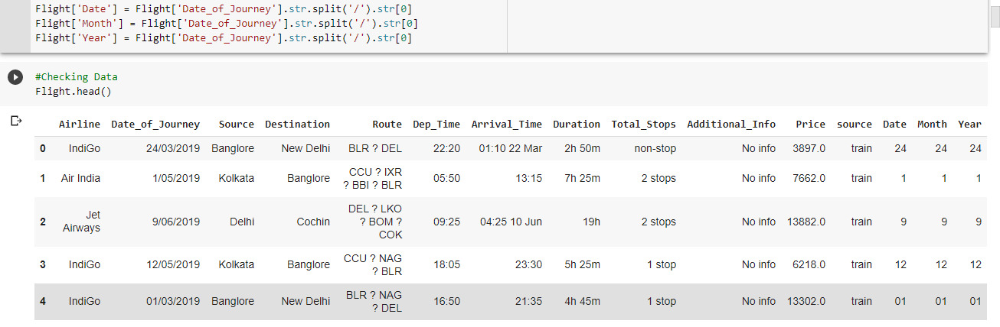 Flight['Date'] = Flight['Date_of_Journey'].str.split('/').str[0]
Flight['Month'] = Flight['Date_of_Journey'].str.split('/').str[0]
Flight['Year'] = Flight['Date_of_Journey'].str.split('/').str[0]
#Checking Data
Flight.head()
Airline Date_of_Journey Source Destination Route Dep_Time Arrival_Time Duration Total_Stops Additional_Info Price source Date Month Year
0 IndiGo 24/03/2019 Banglore New Delhi BLR ? DEL 22:20 01:10 22 Mar 2h 50m non-stop No info 3897.0 train 24 24 24
1 Air India 1/05/2019 Kolkata Banglore CCU ? IXR ? BBI ? BLR 05:50 13:15 7h 25m 2 stops No info 7662.0 train 1 1 1
2 Jet Airways 9/06/2019 Delhi Cochin DEL ? LKO ? BOM ? COK 09:25 04:25 10 Jun 19h 2 stops No info 13882.0 train 9 9 9
3 IndiGo 12/05/2019 Kolkata Banglore CCU ? NAG ? BLR 18:05 23:30 5h 25m 1 stop No info 6218.0 train 12 12 12
4 IndiGo 01/03/2019 Banglore New Delhi BLR ? NAG ? DEL 16:50 21:35 4h 45m 1 stop No info 13302.0 train 01 01 01